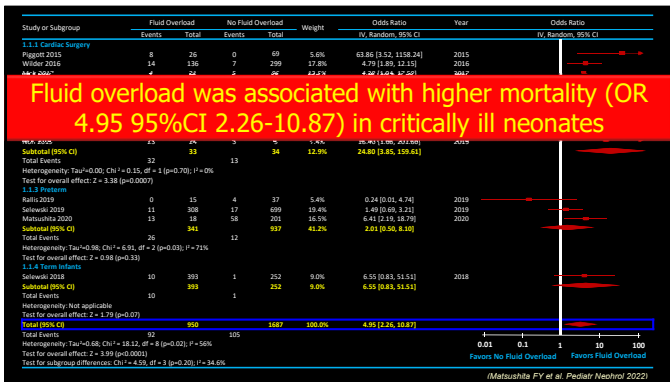 Study or Subgroup Fluid Overload No Fluid Overload Weight Odds Ratio Year Odds Ratio
Events Total Events Total IV, Random, 95% CI IV, Random, 95% CI
1.1.1 Cardiac Surgery
Piggott 2015 8 26 0 69 5.6% 63.86 [3.52, 1158.24] 2015
Wilder 2016 14 136 7 299 17.8% 4.79 [1.89, 12.15] 2016
Fluid overload was associated with higher mortality (OR
4.95 95%CI 2.26-10.87) in critically ill neonates
Subtotal (95% CI) 33 34 12.9% 24.80 [3.85, 159.61]
Total Events 32 13
Heterogeneity: Tau²=0.00; Chi² = 0.15, df = 1 (p=0.70); I² = 0%
Test for overall effect: Z = 3.38 (p=0.0007)
1.1.3 Preterm
Rallis 2019 0 15 4 37 5.4% 0.24 [0.01, 4.74] 2019
Selewski 2019 11 308 17 699 19.4% 1.49 [0.69, 3.21] 2019
Matsushita 2020 13 18 58 201 16.5% 6.41 [2.19, 18.79] 2020
Subtotal (95% CI) 341 937 41.2% 2.01 [0.50, 8.10]
Total Events 26 12
Heterogeneity: Tau²=0.98; Chi² = 6.91, df = 2 (p=0.03); I² = 71%
Test for overall effect: Z = 0.98 (p=0.33)
1.1.4 Term Infants
Selewski 2018 10 393 1 252 9.0% 6.55 [0.83, 51.51] 2018
Subtotal (95% CI) 393 252 9.0% 6.55 [0.83, 51.51]
Total Events 10 1
Heterogeneity: Not applicable
Test for overall effect: Z = 1.79 (p=0.07)
Total (95% CI) 950 1687 100.0% 4.95 [2.26, 10.87]
Total Events 92 105
Heterogeneity: Tau²=0.68; Chi² = 18.12, df = 8 (p=0.02); I² = 56%
Test for overall effect: Z = 3.99 (p<0.0001)
Test for subgroup differences: Chi² = 4.59, df = 3 (p=0.20); I² = 34.6%
0.01 0.1 1 10 100
Favors No Fluid Overload Favors Fluid Overload
(Matsushita FY et al. Pediatr Nephrol 2022)